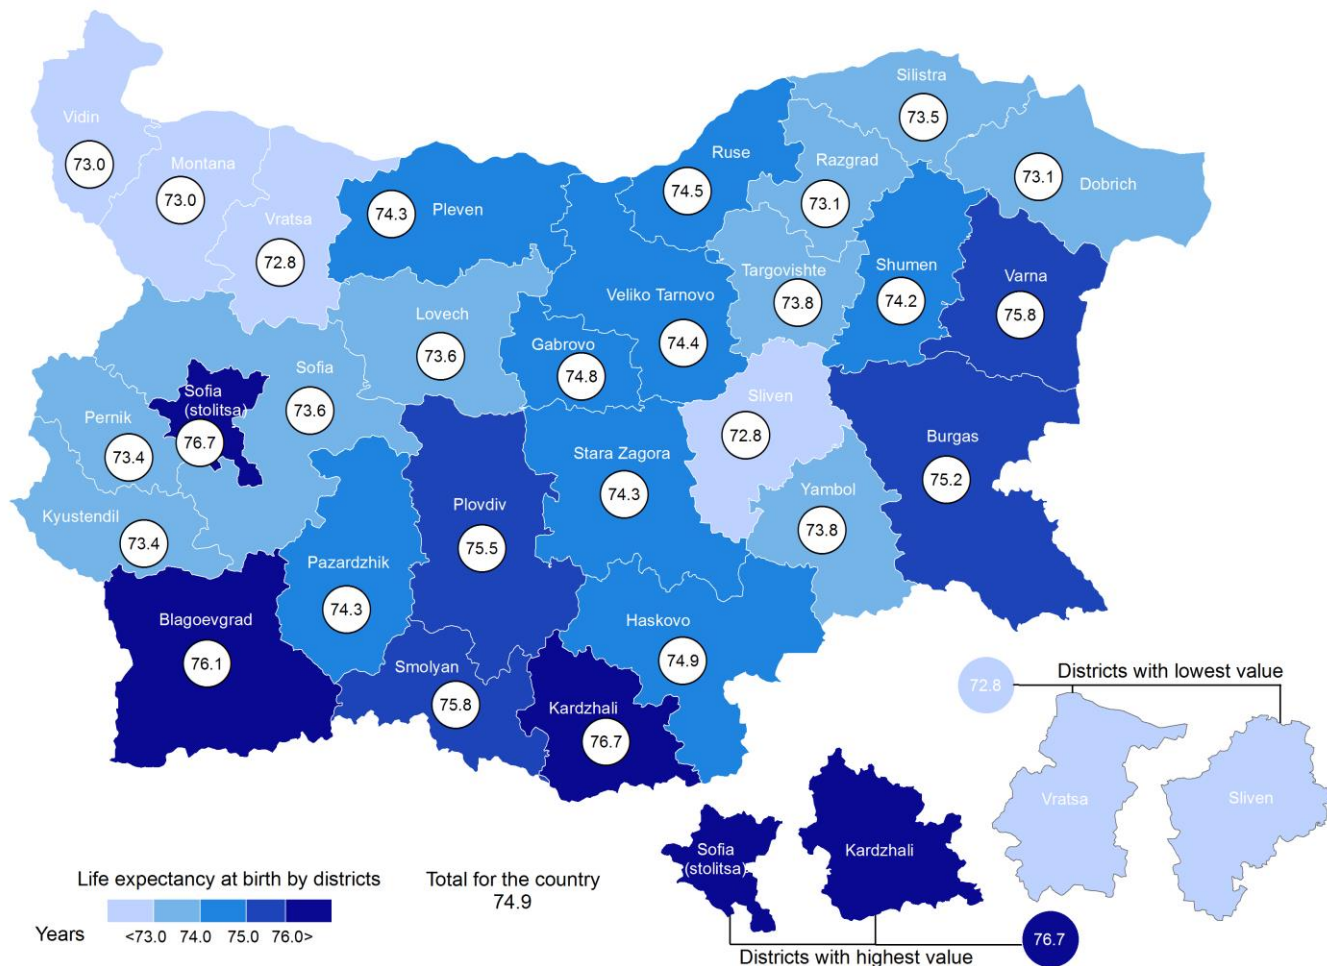 Silistra
73.5
Vidin
73.0
Montana
73.0
Ruse
74.5
Razgrad
73.1
73.1
Dobrich
Vratsa
72.8
74.3
Pleven
Targovishte
73.8
Shumen
74.2
Varna
75.8
Veliko Tarnovo
74.4
Lovech
73.6
Gabrovo
74.8
Sofia
73.6
Sofia
(stolitsa)
76.7
Pernik
73.4
Sliven
72.8
Burgas
75.2
Stara Zagora
74.3
Kyustendil
73.4
Plovdiv
75.5
Yambol
73.8
Pazardzhik
74.3
Blagoevgrad
76.1
Haskovo
74.9
Smolyan
75.8
Kardzhali
76.7
72.8
Districts with lowest value
Vratsa
Sliven
Sofia
(stolitsa)
Kardzhali
76.7
Districts with highest value
Life expectancy at birth by districts
Years
<73.0 74.0 75.0 76.0>
Total for the country
74.9